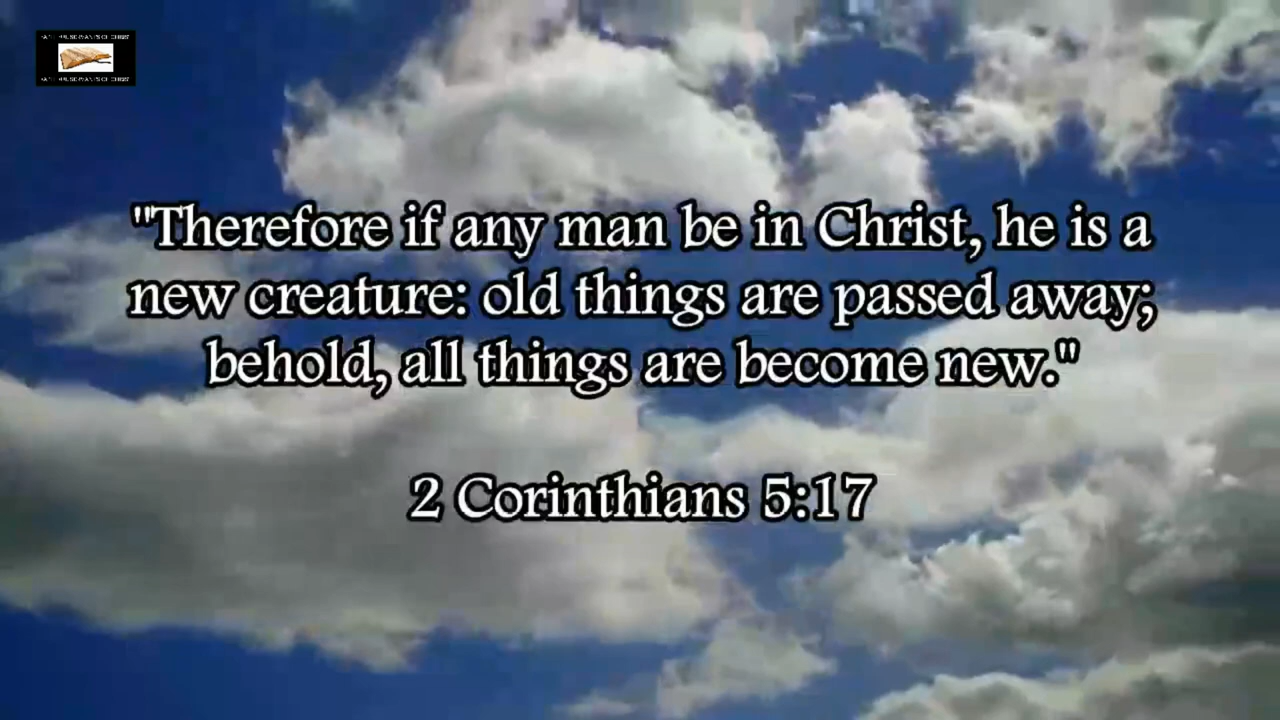 "Therefore if any man be in Christ, he is a
new creature: old things are passed away;
behold, all things are become new."
2 Corinthians 5:17